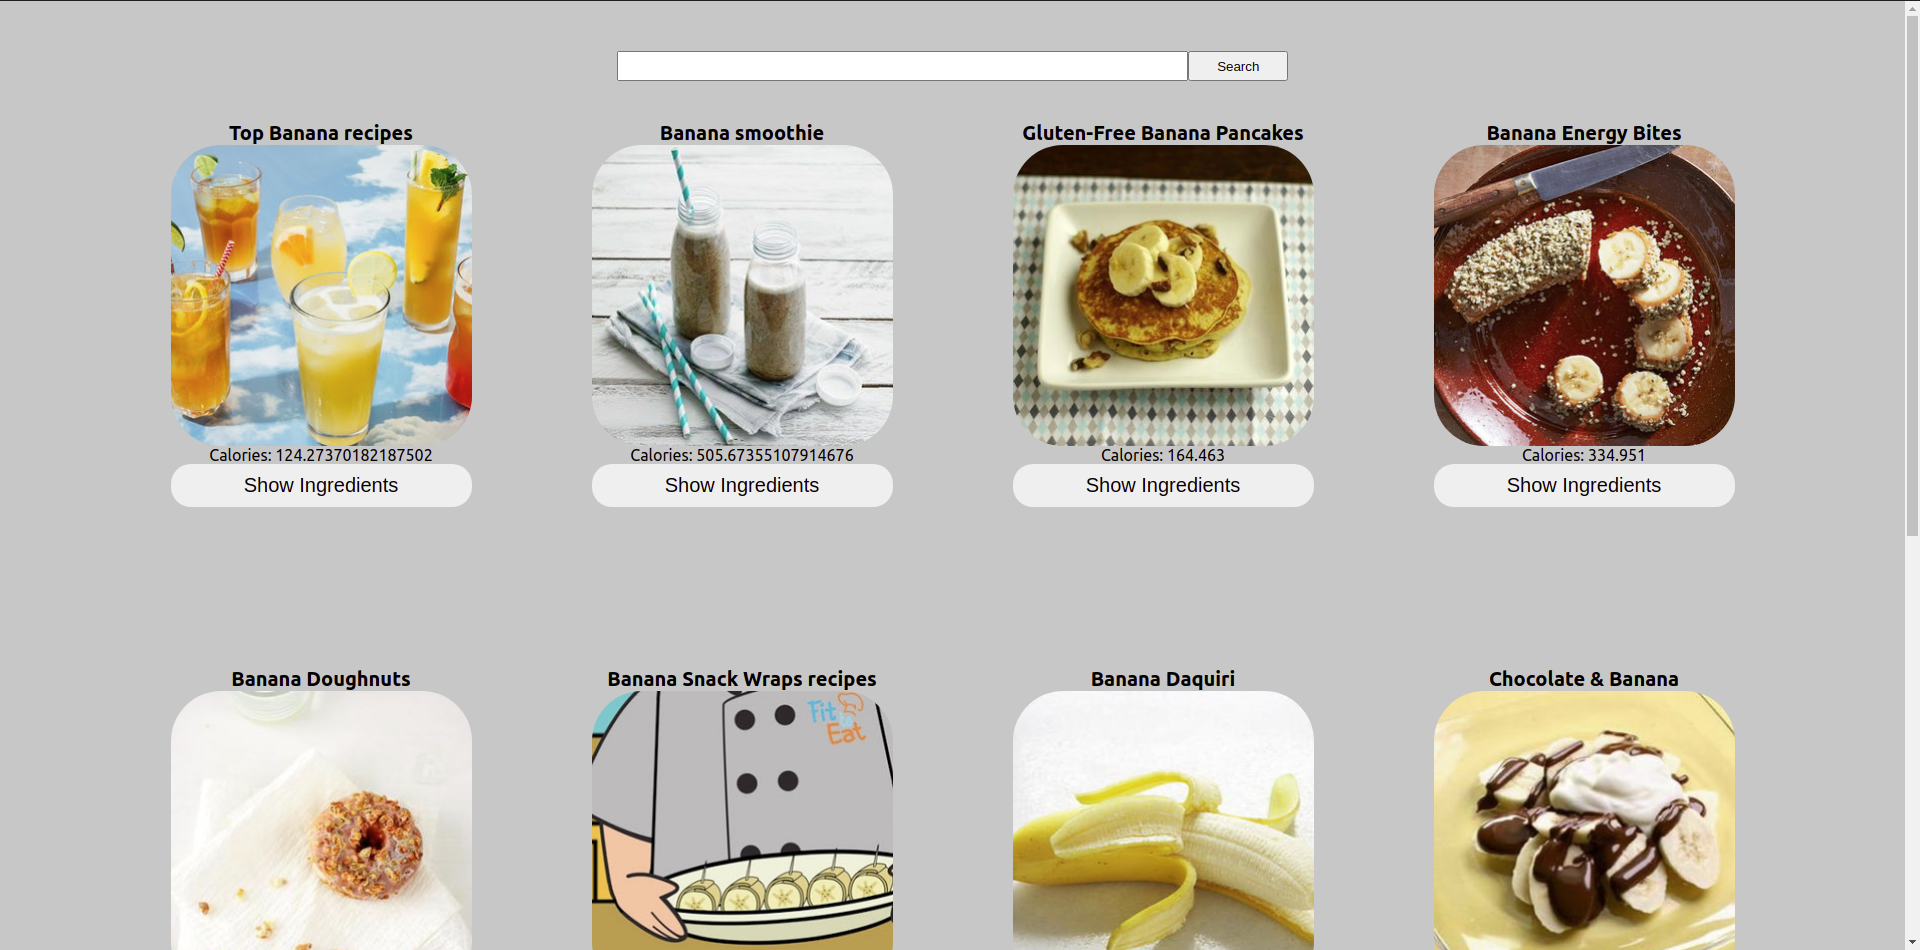 Search
Top Banana recipes
Banana smoothie
Gluten-Free Banana Pancakes
Banana Energy Bites
Calories: 124.27370182187502
Calories: 505.67355107914676
Calories: 164.463
Calories: 334.951
Show Ingredients
Show Ingredients
Show Ingredients
Show Ingredients
Banana Doughnuts
Banana Snack Wraps recipes
Banana Daquiri
Chocolate & Banana
Fit
to
Eat